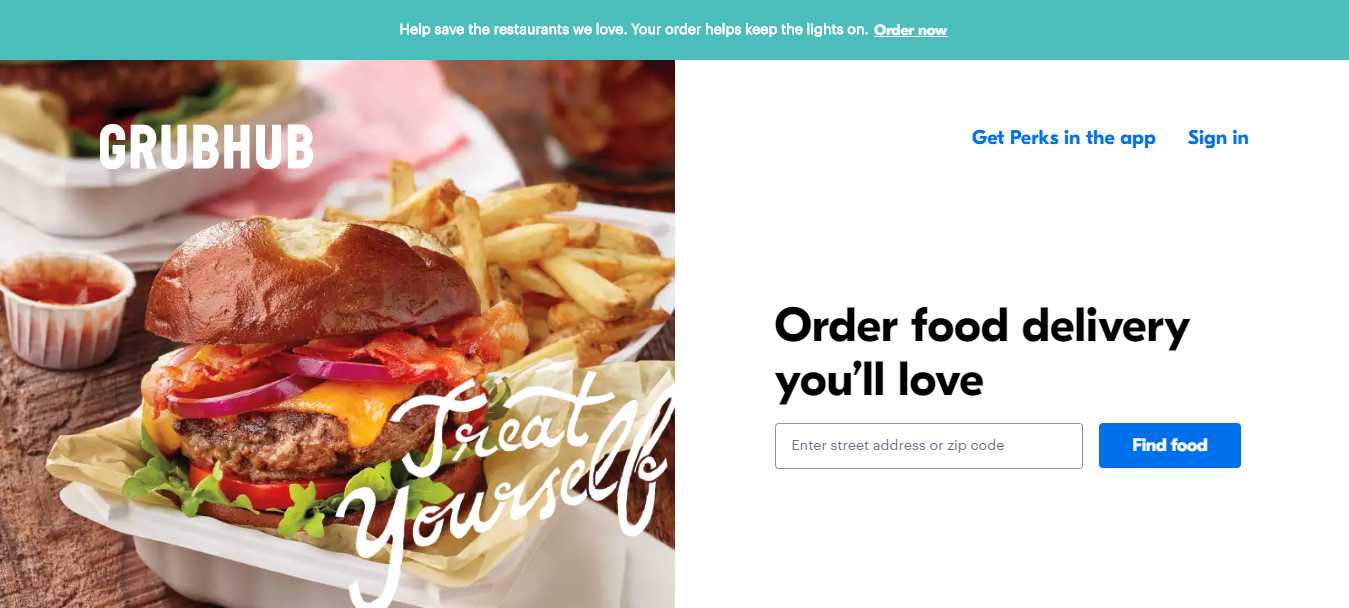 Help save the restaurants we love. Your order helps keep the lights on. Order now
GRUBHUB
Get Perks in the app
Sign in
Order food delivery
you'll love
Enter street address or zip code
Find food
Treat
Yourself